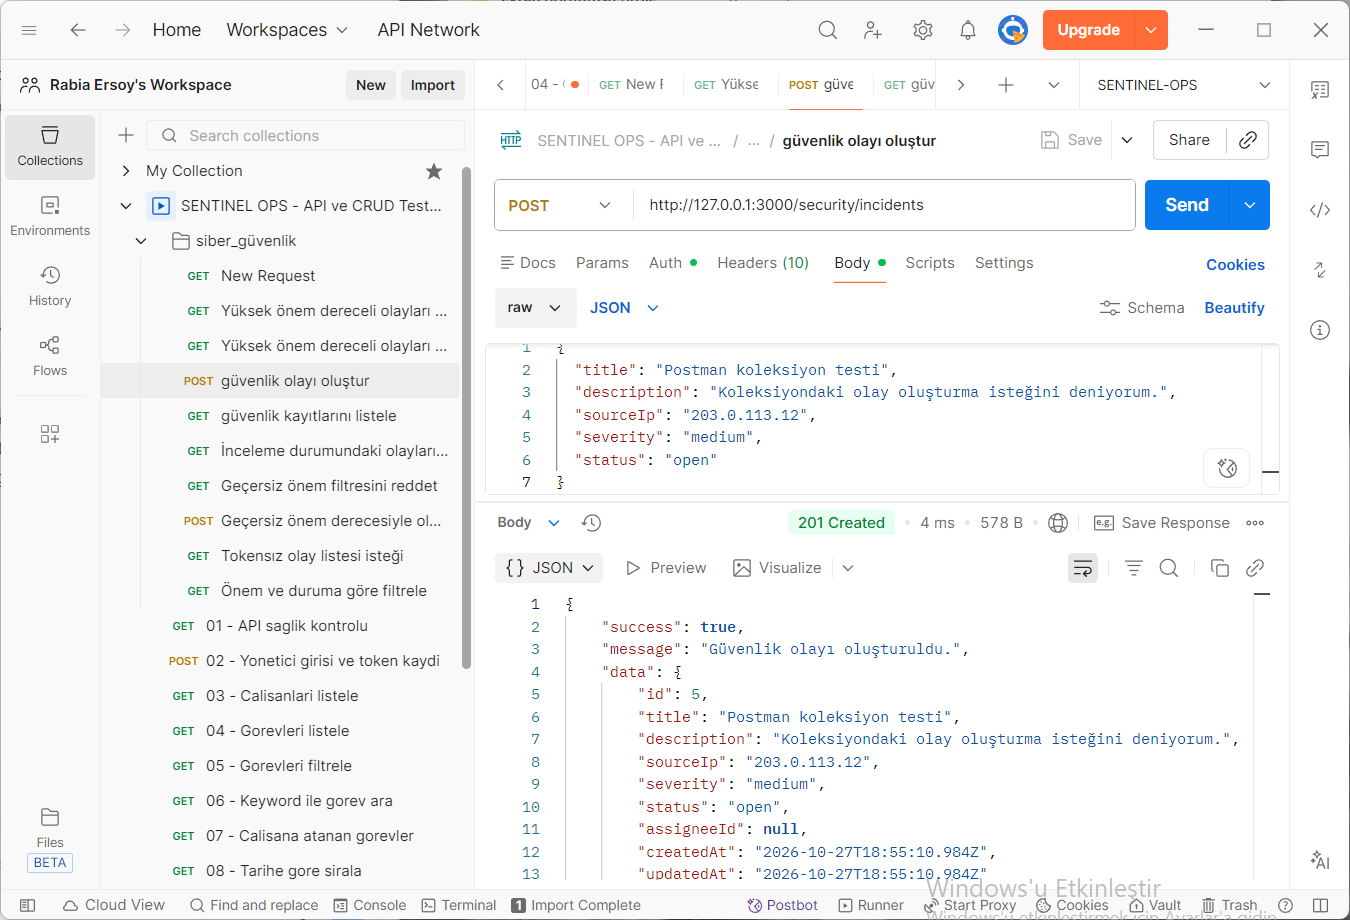 Home Workspaces API Network Upgrade
Rabia Ersoy's Workspace New Import
04 - GET New GET Yükse POST güve GET güv SENTINEL-OPS
Collections
Environments
History
Flows
Files
BETA
Search collections
My Collection
SENTINEL OPS - API ve CRUD Test...
siber_güvenlik
GET New Request
GET Yüksek önem dereceli olayları ...
GET Yüksek önem dereceli olayları ...
POST güvenlik olayı oluştur
GET güvenlik kayıtlarını listele
GET İnceleme durumundaki olayları...
GET Geçersiz önem filtresini reddet
POST Geçersiz önem derecesiyle ol...
GET Tokensız olay listesi isteği
GET Önem ve duruma göre filtrele
GET 01 - API saglik kontrolu
POST 02 - Yonetici girisi ve token kaydi
GET 03 - Calisanlari listele
GET 04 - Gorevleri listele
GET 05 - Gorevleri filtrele
GET 06 - Keyword ile gorev ara
GET 07 - Calisana atanan gorevler
GET 08 - Tarihe gore sirala
HTTP SENTINEL OPS - API ve ... / ... / güvenlik olayı oluştur Save Share
POST http://127.0.0.1:3000/security/incidents Send
Docs Params Auth Headers (10) Body Scripts Settings Cookies
raw JSON Schema Beautify
1 {
2 "title": "Postman koleksiyon testi",
3 "description": "Koleksiyondaki olay oluşturma isteğini deniyorum.",
4 "sourceIp": "203.0.113.12",
5 "severity": "medium",
6 "status": "open"
7 }
Body 201 Created 4 ms 578 B e.g. Save Response
{} JSON Preview Visualize
1 {
2 "success": true,
3 "message": "Güvenlik olayı oluşturuldu.",
4 "data": {
5 "id": 5,
6 "title": "Postman koleksiyon testi",
7 "description": "Koleksiyondaki olay oluşturma isteğini deniyorum.",
8 "sourceIp": "203.0.113.12",
9 "severity": "medium",
10 "status": "open",
11 "assigneeId": null,
12 "createdAt": "2026-10-27T18:55:10.984Z",
13 "updatedAt": "2026-10-27T18:55:10.984Z"
AI
Windows'u Etkinleştir
Windows'u etkinleştirmek için Ayarlar'a gidin
Cloud View Find and replace Console Terminal 1 Import Complete Postbot Runner Start Proxy Cookies Vault Trash